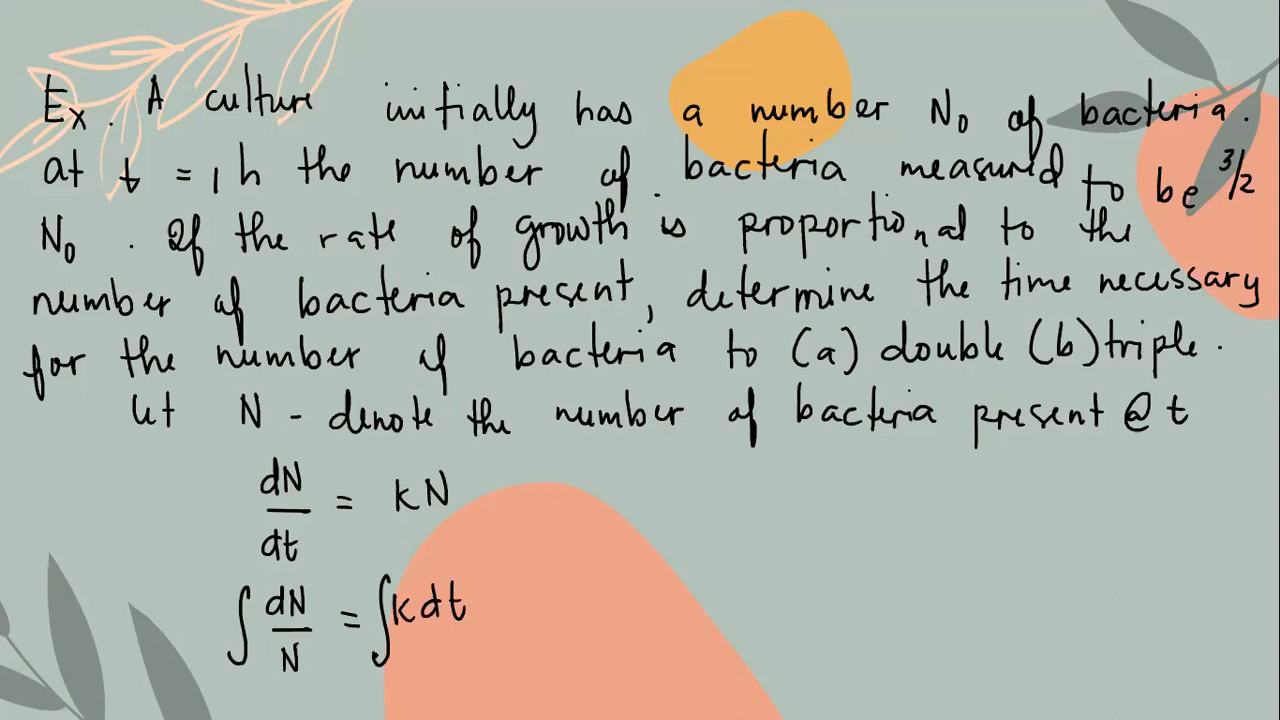 Ex. A culture initially has a number N₀ of bacteria.
at t = 1 h the number of bacteria measured to be 3/2
N₀. If the rate of growth is proportional to the
number of bacteria present, determine the time necessary
for the number of bacteria to (a) double (b) triple.
let N - denote the number of bacteria present @ t
dN/dt = kN
∫ dN/N = ∫ k dt